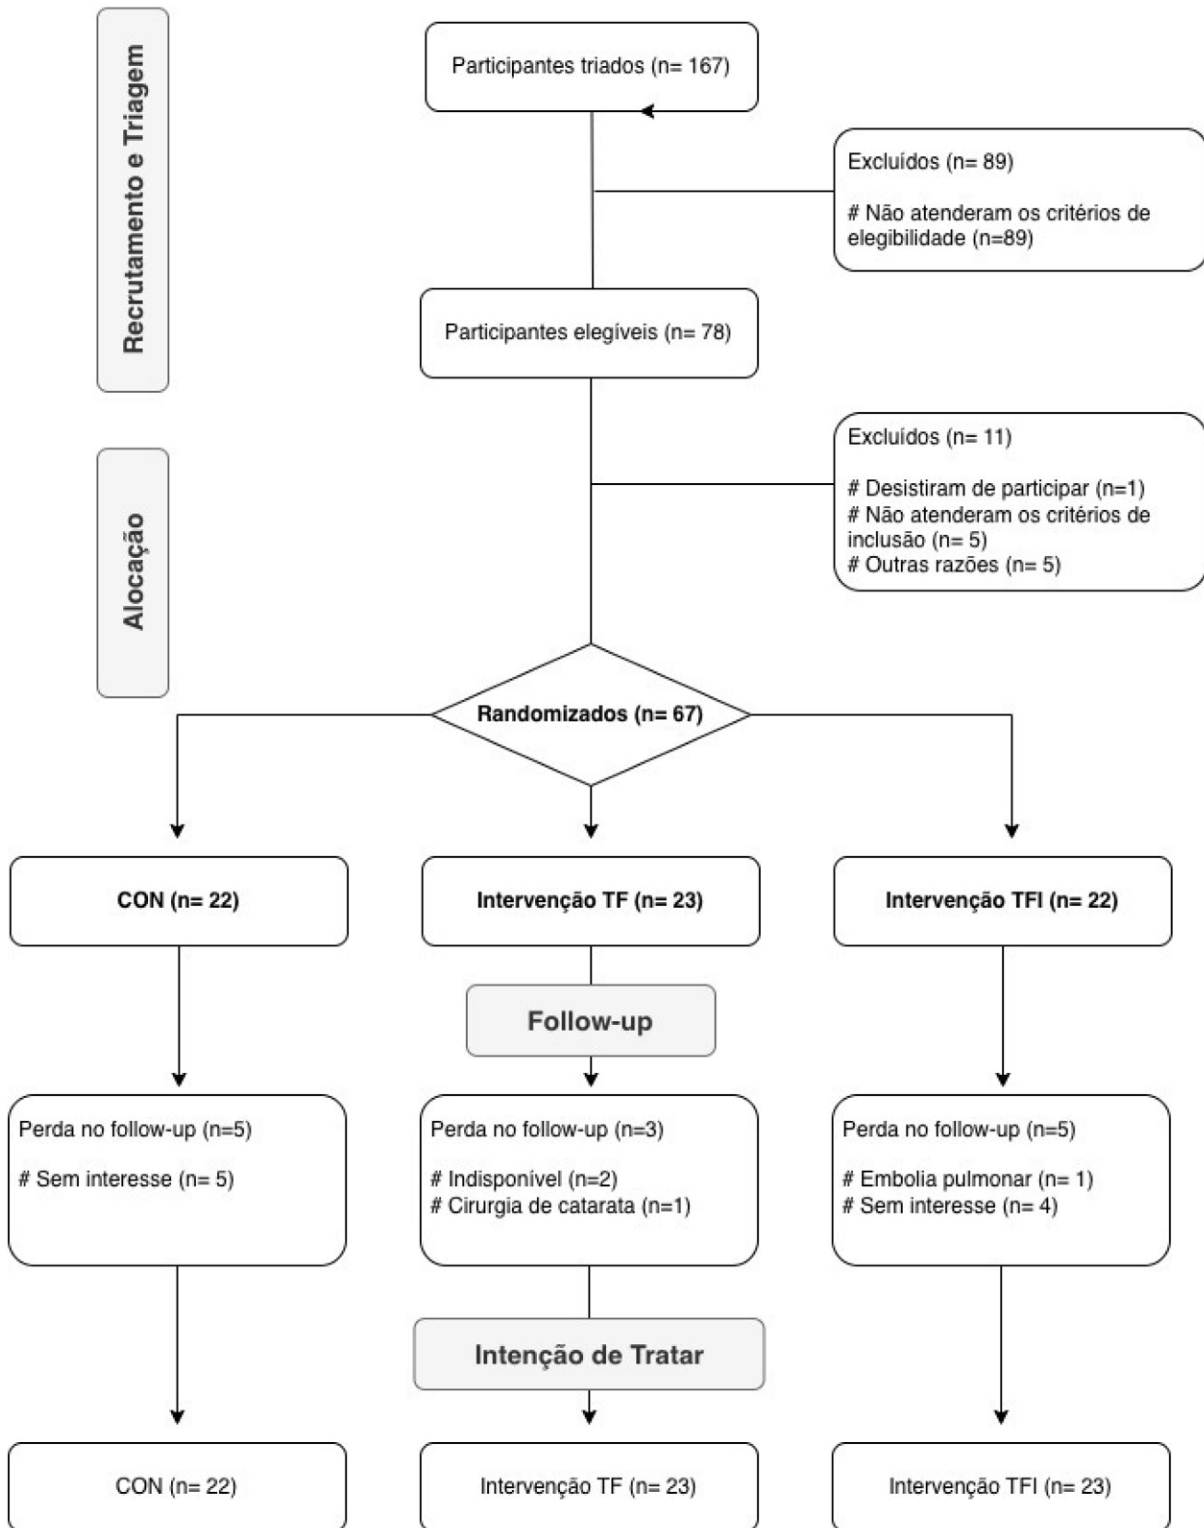 Recrutamento e Triagem
Participantes triados (n= 167)
Excluídos (n= 89)
# Não atenderam os critérios de
elegibilidade (n=89)
Participantes elegíveis (n= 78)
Alocação
Excluídos (n= 11)
# Desistiram de participar (n=1)
# Não atenderam os critérios de
inclusão (n= 5)
# Outras razões (n= 5)
Randomizados (n= 67)
CON (n= 22)
Intervenção TF (n= 23)
Intervenção TFI (n= 22)
Follow-up
Perda no follow-up (n=5)
# Sem interesse (n= 5)
Perda no follow-up (n=3)
# Indisponível (n=2)
# Cirurgia de catarata (n=1)
Perda no follow-up (n=5)
# Embolia pulmonar (n= 1)
# Sem interesse (n= 4)
Intenção de Tratar
CON (n= 22)
Intervenção TF (n= 23)
Intervenção TFI (n= 23)